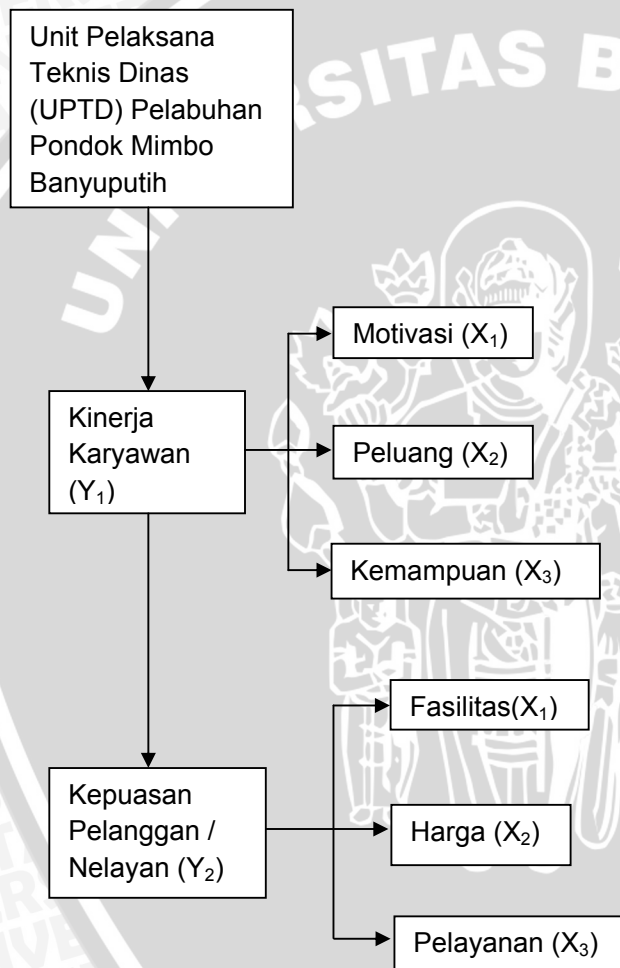 Unit Pelaksana
Teknis Dinas
(UPTD) Pelabuhan
Pondok Mimbo
Banyuputih
Motivasi (X₁)
Kinerja
Karyawan
(Y₁)
Peluang (X₂)
Kemampuan (X₃)
Fasilitas(X₁)
Kepuasan
Pelanggan /
Nelayan (Y₂)
Harga (X₂)
Pelayanan (X₃)